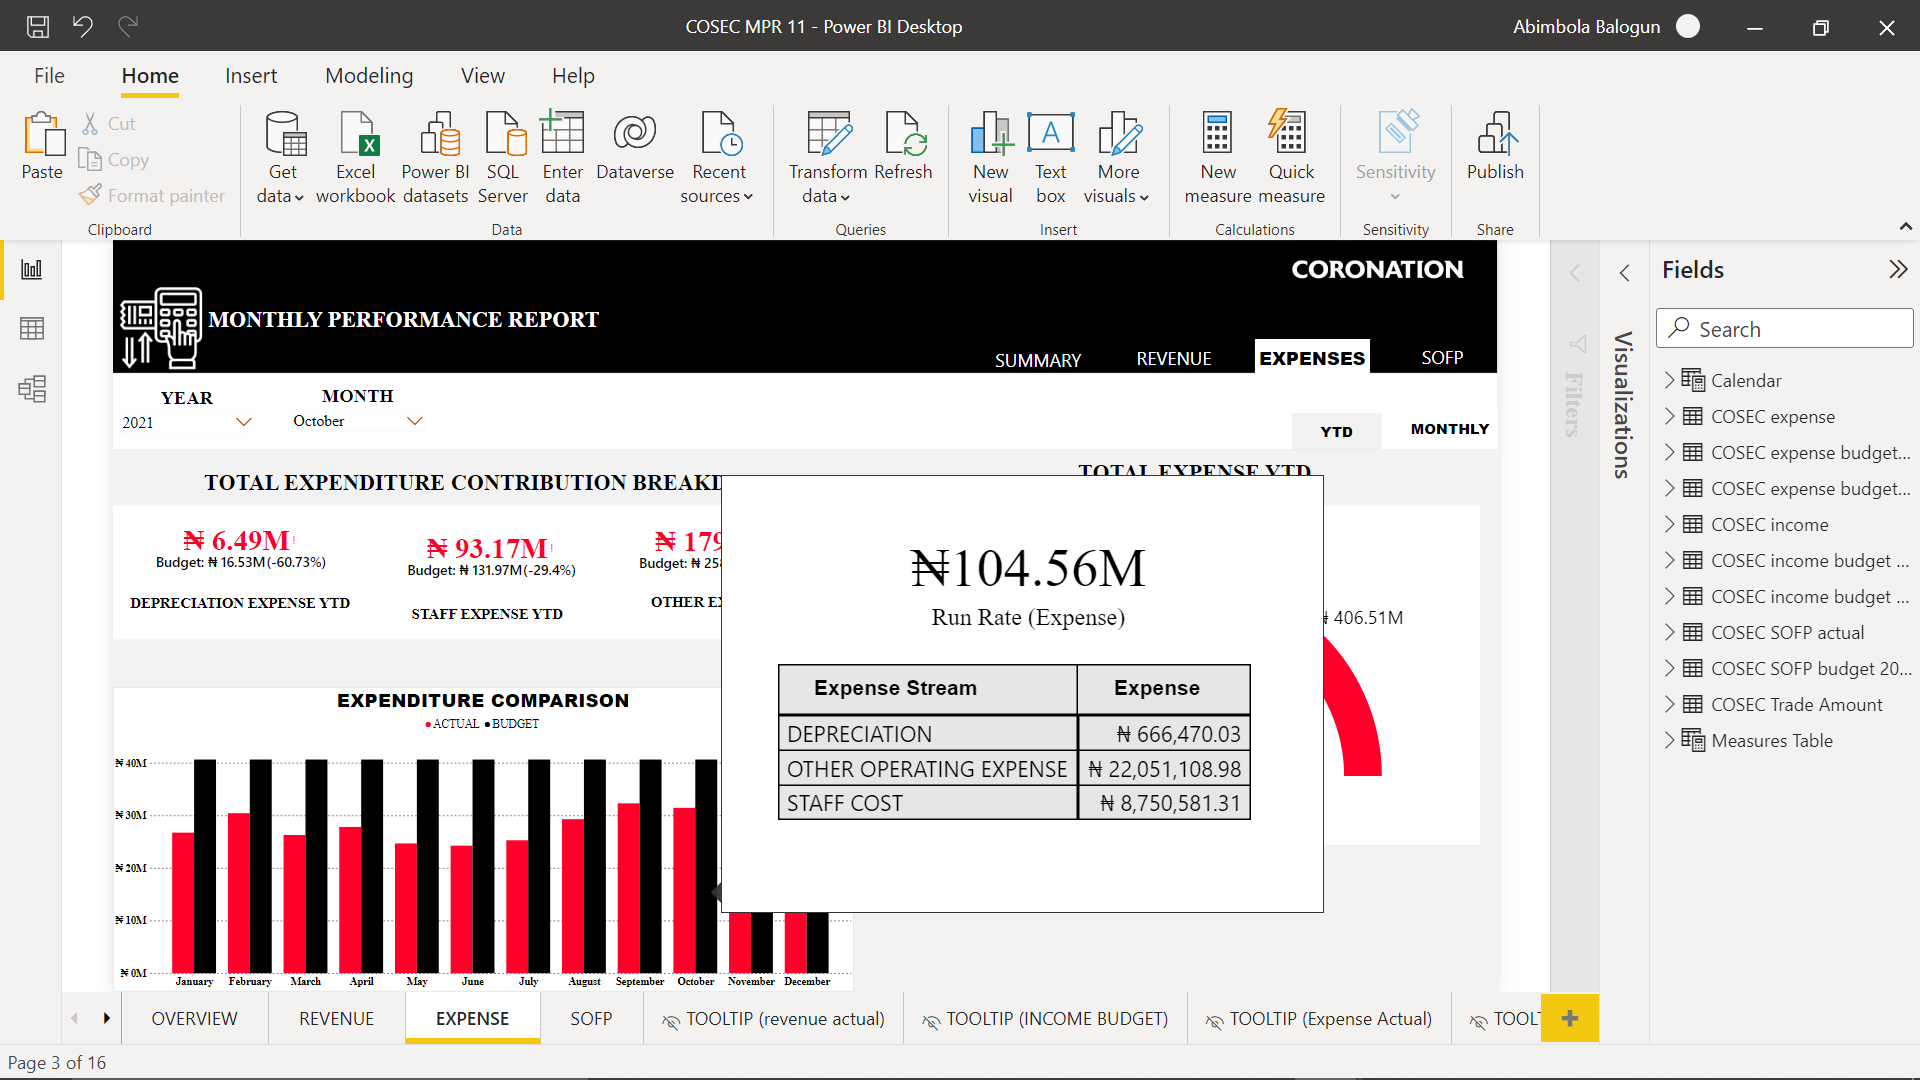 COSEC MPR 11 - Power BI Desktop
Abimbola Balogun
File Home Insert Modeling View Help
Paste
Cut
Copy
Format painter
Clipboard
Get data
Excel workbook
Power BI datasets
SQL Server
Enter data
Dataverse
Recent sources
Data
Transform data
Refresh
Queries
New visual
Text box
More visuals
Insert
New measure
Quick measure
Calculations
Sensitivity
Sensitivity
Publish
Share
CORONATION
MONTHLY PERFORMANCE REPORT
SUMMARY REVENUE EXPENSES SOFP
YEAR
2021
MONTH
October
YTD MONTHLY
TOTAL EXPENDITURE CONTRIBUTION
TOTAL EXPENSE YTD
₦ 6.49M!
Budget: ₦ 16.53M(-60.73%)
DEPRECIATION EXPENSE YTD
₦ 93.17M!
Budget: ₦ 131.97M(-29.4%)
STAFF EXPENSE YTD
₦ 179
Budget: ₦ 25
OTHER
406.51M
₦104.56M
Run Rate (Expense)
Expense Stream Expense
DEPRECIATION ₦ 666,470.03
OTHER OPERATING EXPENSE ₦ 22,051,108.98
STAFF COST ₦ 8,750,581.31
EXPENDITURE COMPARISON
ACTUAL BUDGET
₦ 40M
₦ 30M
₦ 20M
₦ 10M
₦ 0M
January February March April May June July August September October November December
Filters
Visualizations
Fields
Search
Calendar
COSEC expense
COSEC expense budget...
COSEC expense budget...
COSEC income
COSEC income budget ...
COSEC income budget ...
COSEC SOFP actual
COSEC SOFP budget 20...
COSEC Trade Amount
Measures Table
OVERVIEW REVENUE EXPENSE SOFP TOOLTIP (revenue actual) TOOLTIP (INCOME BUDGET) TOOLTIP (Expense Actual) TOOL
Page 3 of 16